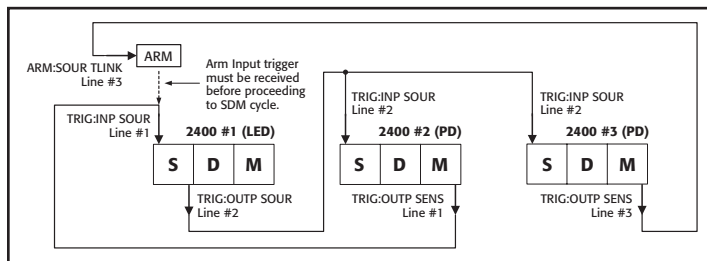 ARM:SOUR TLINK
Line #3
ARM
Arm Input trigger
must be received
before proceeding
to SDM cycle.
TRIG:INP SOUR
Line #1
2400 #1 (LED)
S D M
TRIG:OUTP SOUR
Line #2
TRIG:INP SOUR
Line #2
2400 #2 (PD)
S D M
TRIG:OUTP SENS
Line #1
TRIG:INP SOUR
Line #2
2400 #3 (PD)
S D M
TRIG:OUTP SENS
Line #3